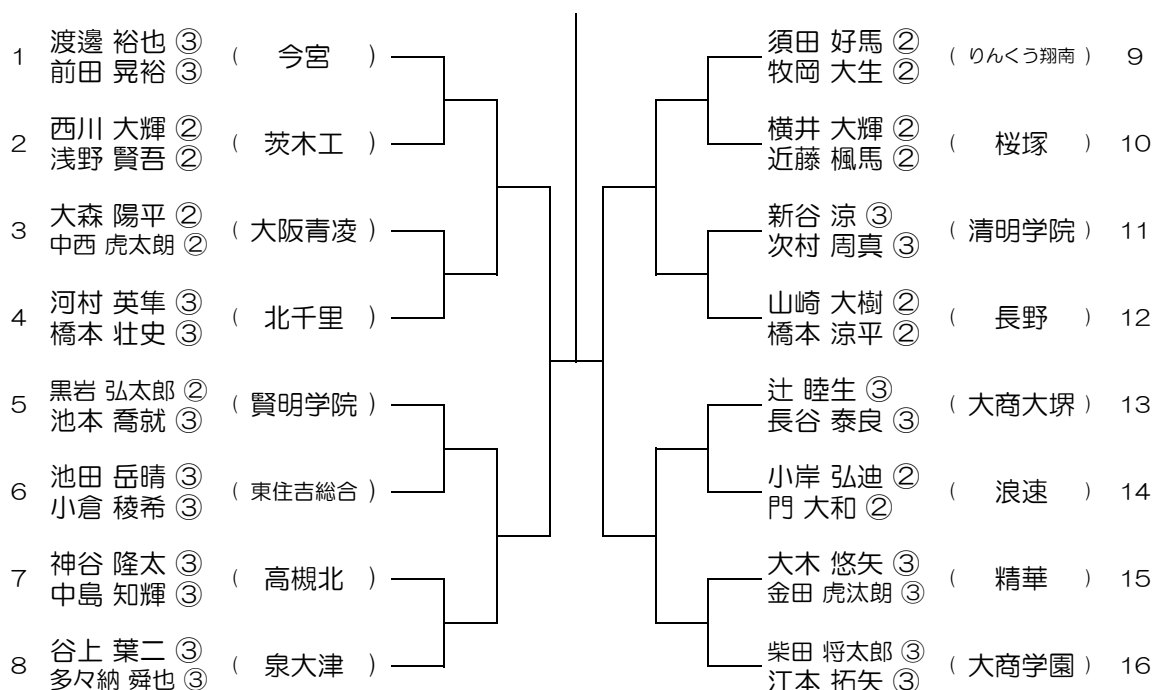 1 渡邊 裕也 ③
前田 晃裕 ③
( 今宮 )
2 西川 大輝 ②
浅野 賢吾 ②
( 茨木工 )
3 大森 陽平 ②
中西 虎太朗 ②
( 大阪青凌 )
4 河村 英隼 ③
橋本 壮史 ③
( 北千里 )
5 黒岩 弘太郎 ②
池本 喬就 ③
( 賢明学院 )
6 池田 岳晴 ③
小倉 稜希 ③
( 東住吉総合 )
7 神谷 隆太 ③
中島 知輝 ③
( 高槻北 )
8 谷上 葉二 ③
多々納 舜也 ③
( 泉大津 )
須田 好馬 ②
牧岡 大生 ②
( りんくう翔南 ) 9
横井 大輝 ②
近藤 楓馬 ②
( 桜塚 ) 10
新谷 涼 ③
次村 周真 ③
( 清明学院 ) 11
山崎 大樹 ②
橋本 涼平 ②
( 長野 ) 12
辻 睦生 ③
長谷 泰良 ③
( 大商大堺 ) 13
小岸 弘迪 ②
門 大和 ②
( 浪速 ) 14
大木 悠矢 ③
金田 虎汰朗 ③
( 精華 ) 15
柴田 将太郎 ③
江本 拓矢 ③
( 大商学園 ) 16